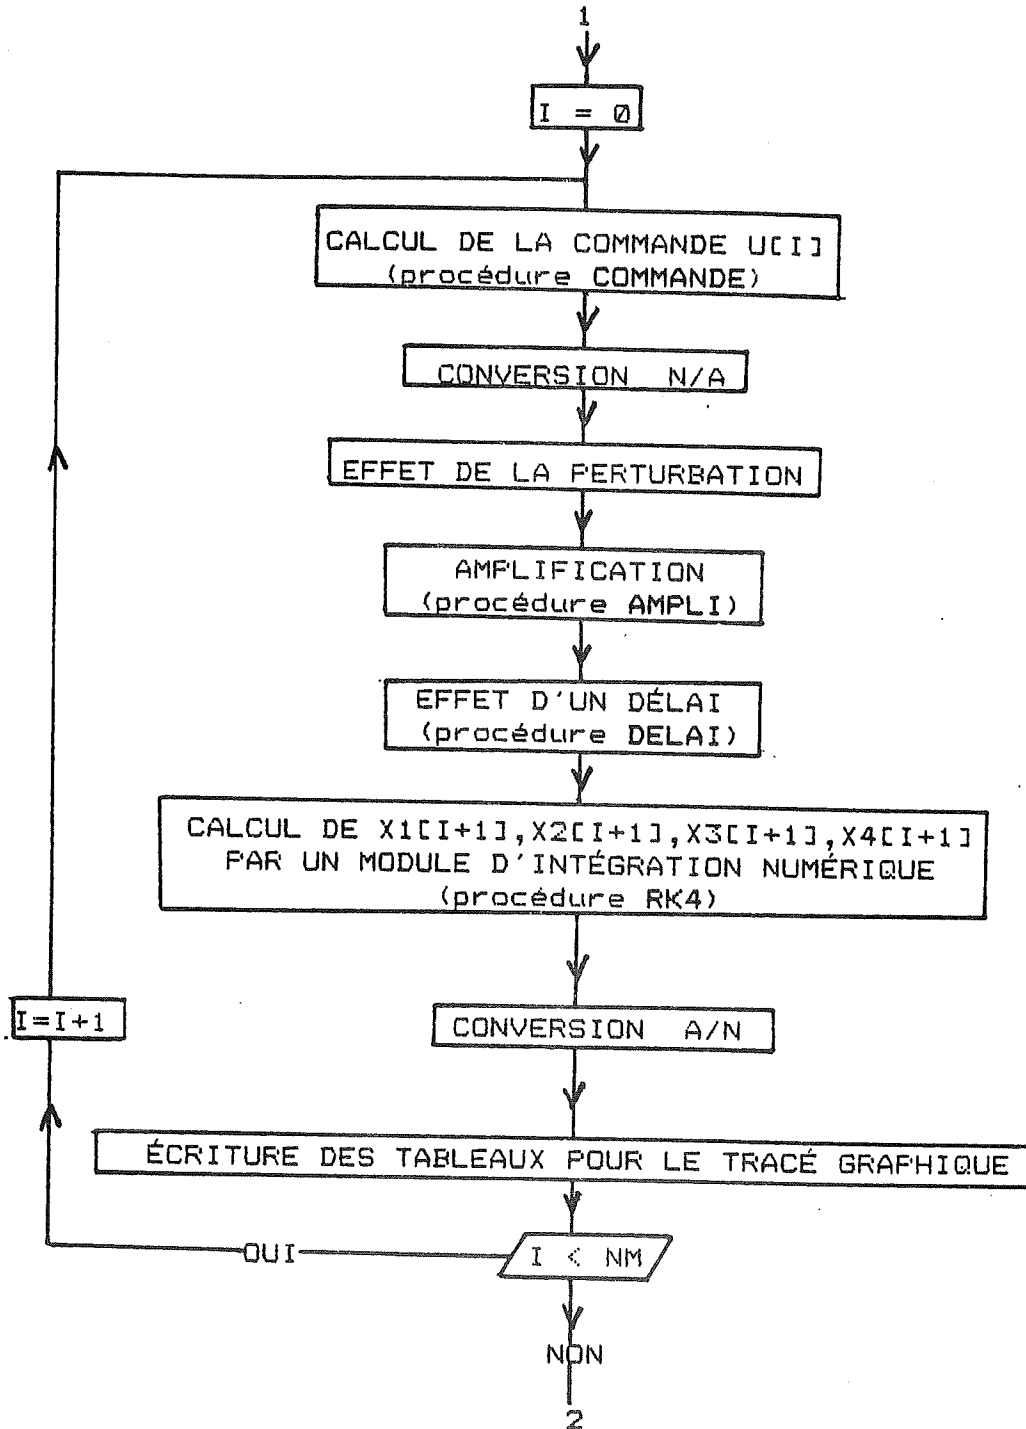 1
I = 0
CALCUL DE LA COMMANDE U[I]
(procédure COMMANDE)
CONVERSION N/A
EFFET DE LA PERTURBATION
AMPLIFICATION
(procédure AMPLI)
EFFET D'UN DÉLAI
(procédure DELAI)
CALCUL DE X1[I+1],X2[I+1],X3[I+1],X4[I+1]
PAR UN MODULE D'INTÉGRATION NUMÉRIQUE
(procédure RK4)
I=I+1
CONVERSION A/N
ÉCRITURE DES TABLEAUX POUR LE TRACÉ GRAPHIQUE
OUI
I < NM
NON
2